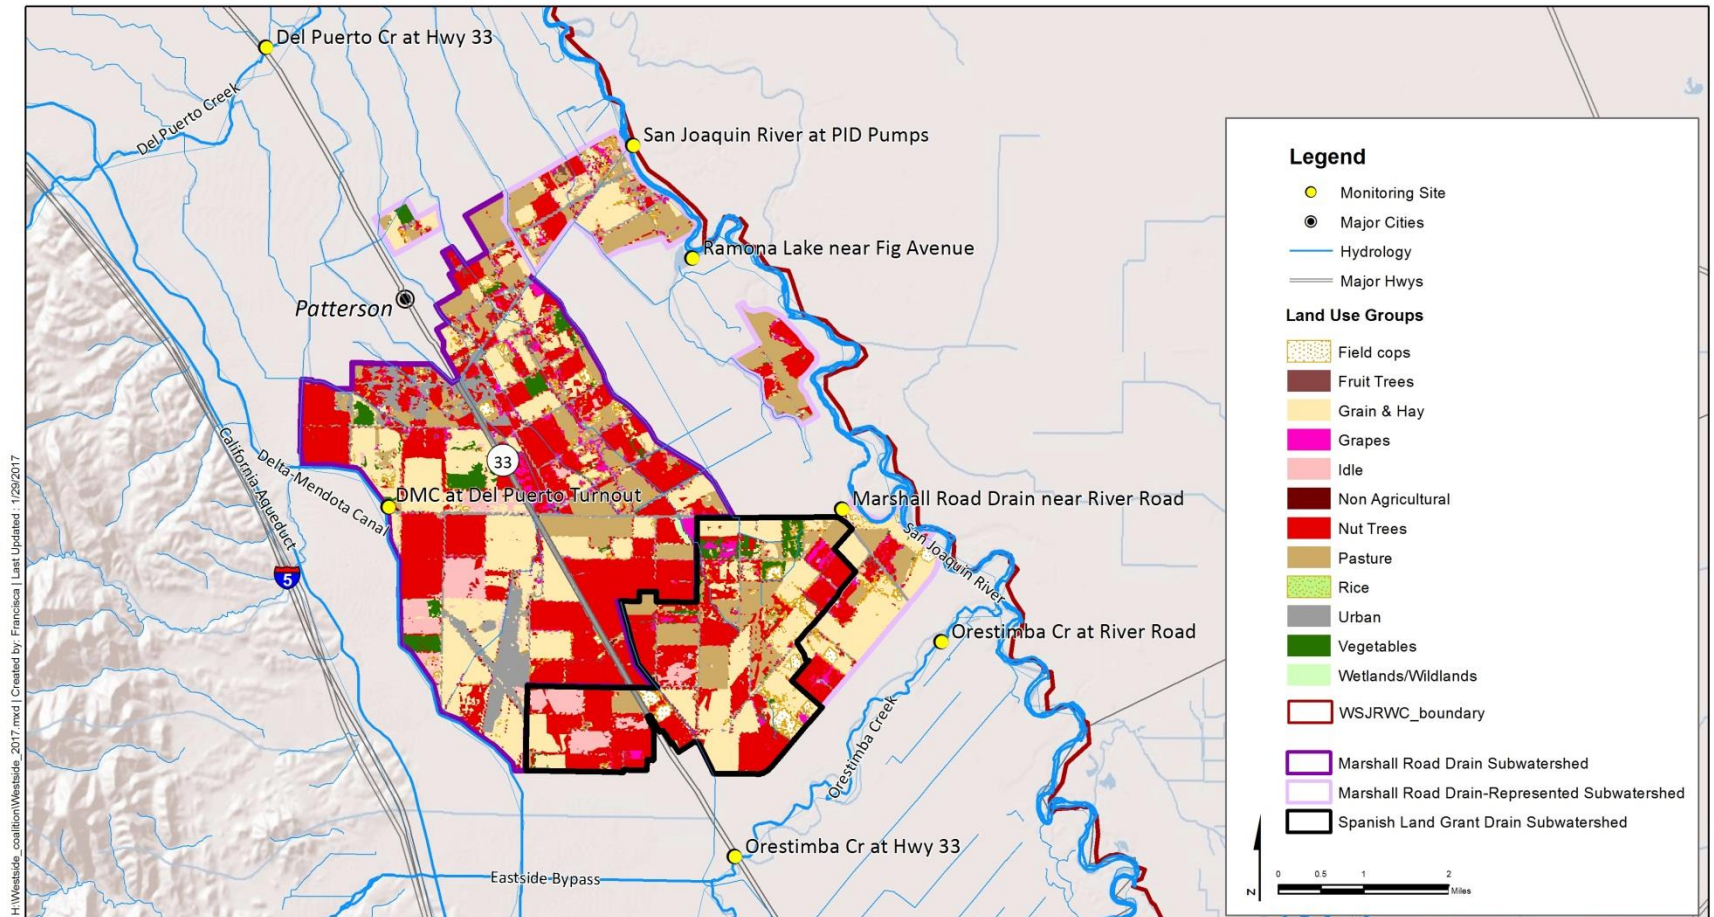 Del Puerto Cr at Hwy 33
Del Puerto Creek
San Joaquin River at PID Pumps
Ramona Lake near Fig Avenue
Patterson
33
California Aqueduct
Delta-Mendota Canal
DMC at Del Puerto Turnout
Marshall Road Drain near River Road
San Joaquin River
5
Orestimba Cr at River Road
Orestimba Creek
Orestimba Cr at Hwy 33
Eastside Bypass
H:\Westside_coalition\Westside_2017.mxd | Created by: Francisca | Last Updated : 1/29/2017
Legend
Monitoring Site
Major Cities
Hydrology
Major Hwys
Land Use Groups
Field cops
Fruit Trees
Grain & Hay
Grapes
Idle
Non Agricultural
Nut Trees
Pasture
Rice
Urban
Vegetables
Wetlands/Wildlands
WSJRWC_boundary
Marshall Road Drain Subwatershed
Marshall Road Drain-Represented Subwatershed
Spanish Land Grant Drain Subwatershed
N
0 0.5 1 2
Miles